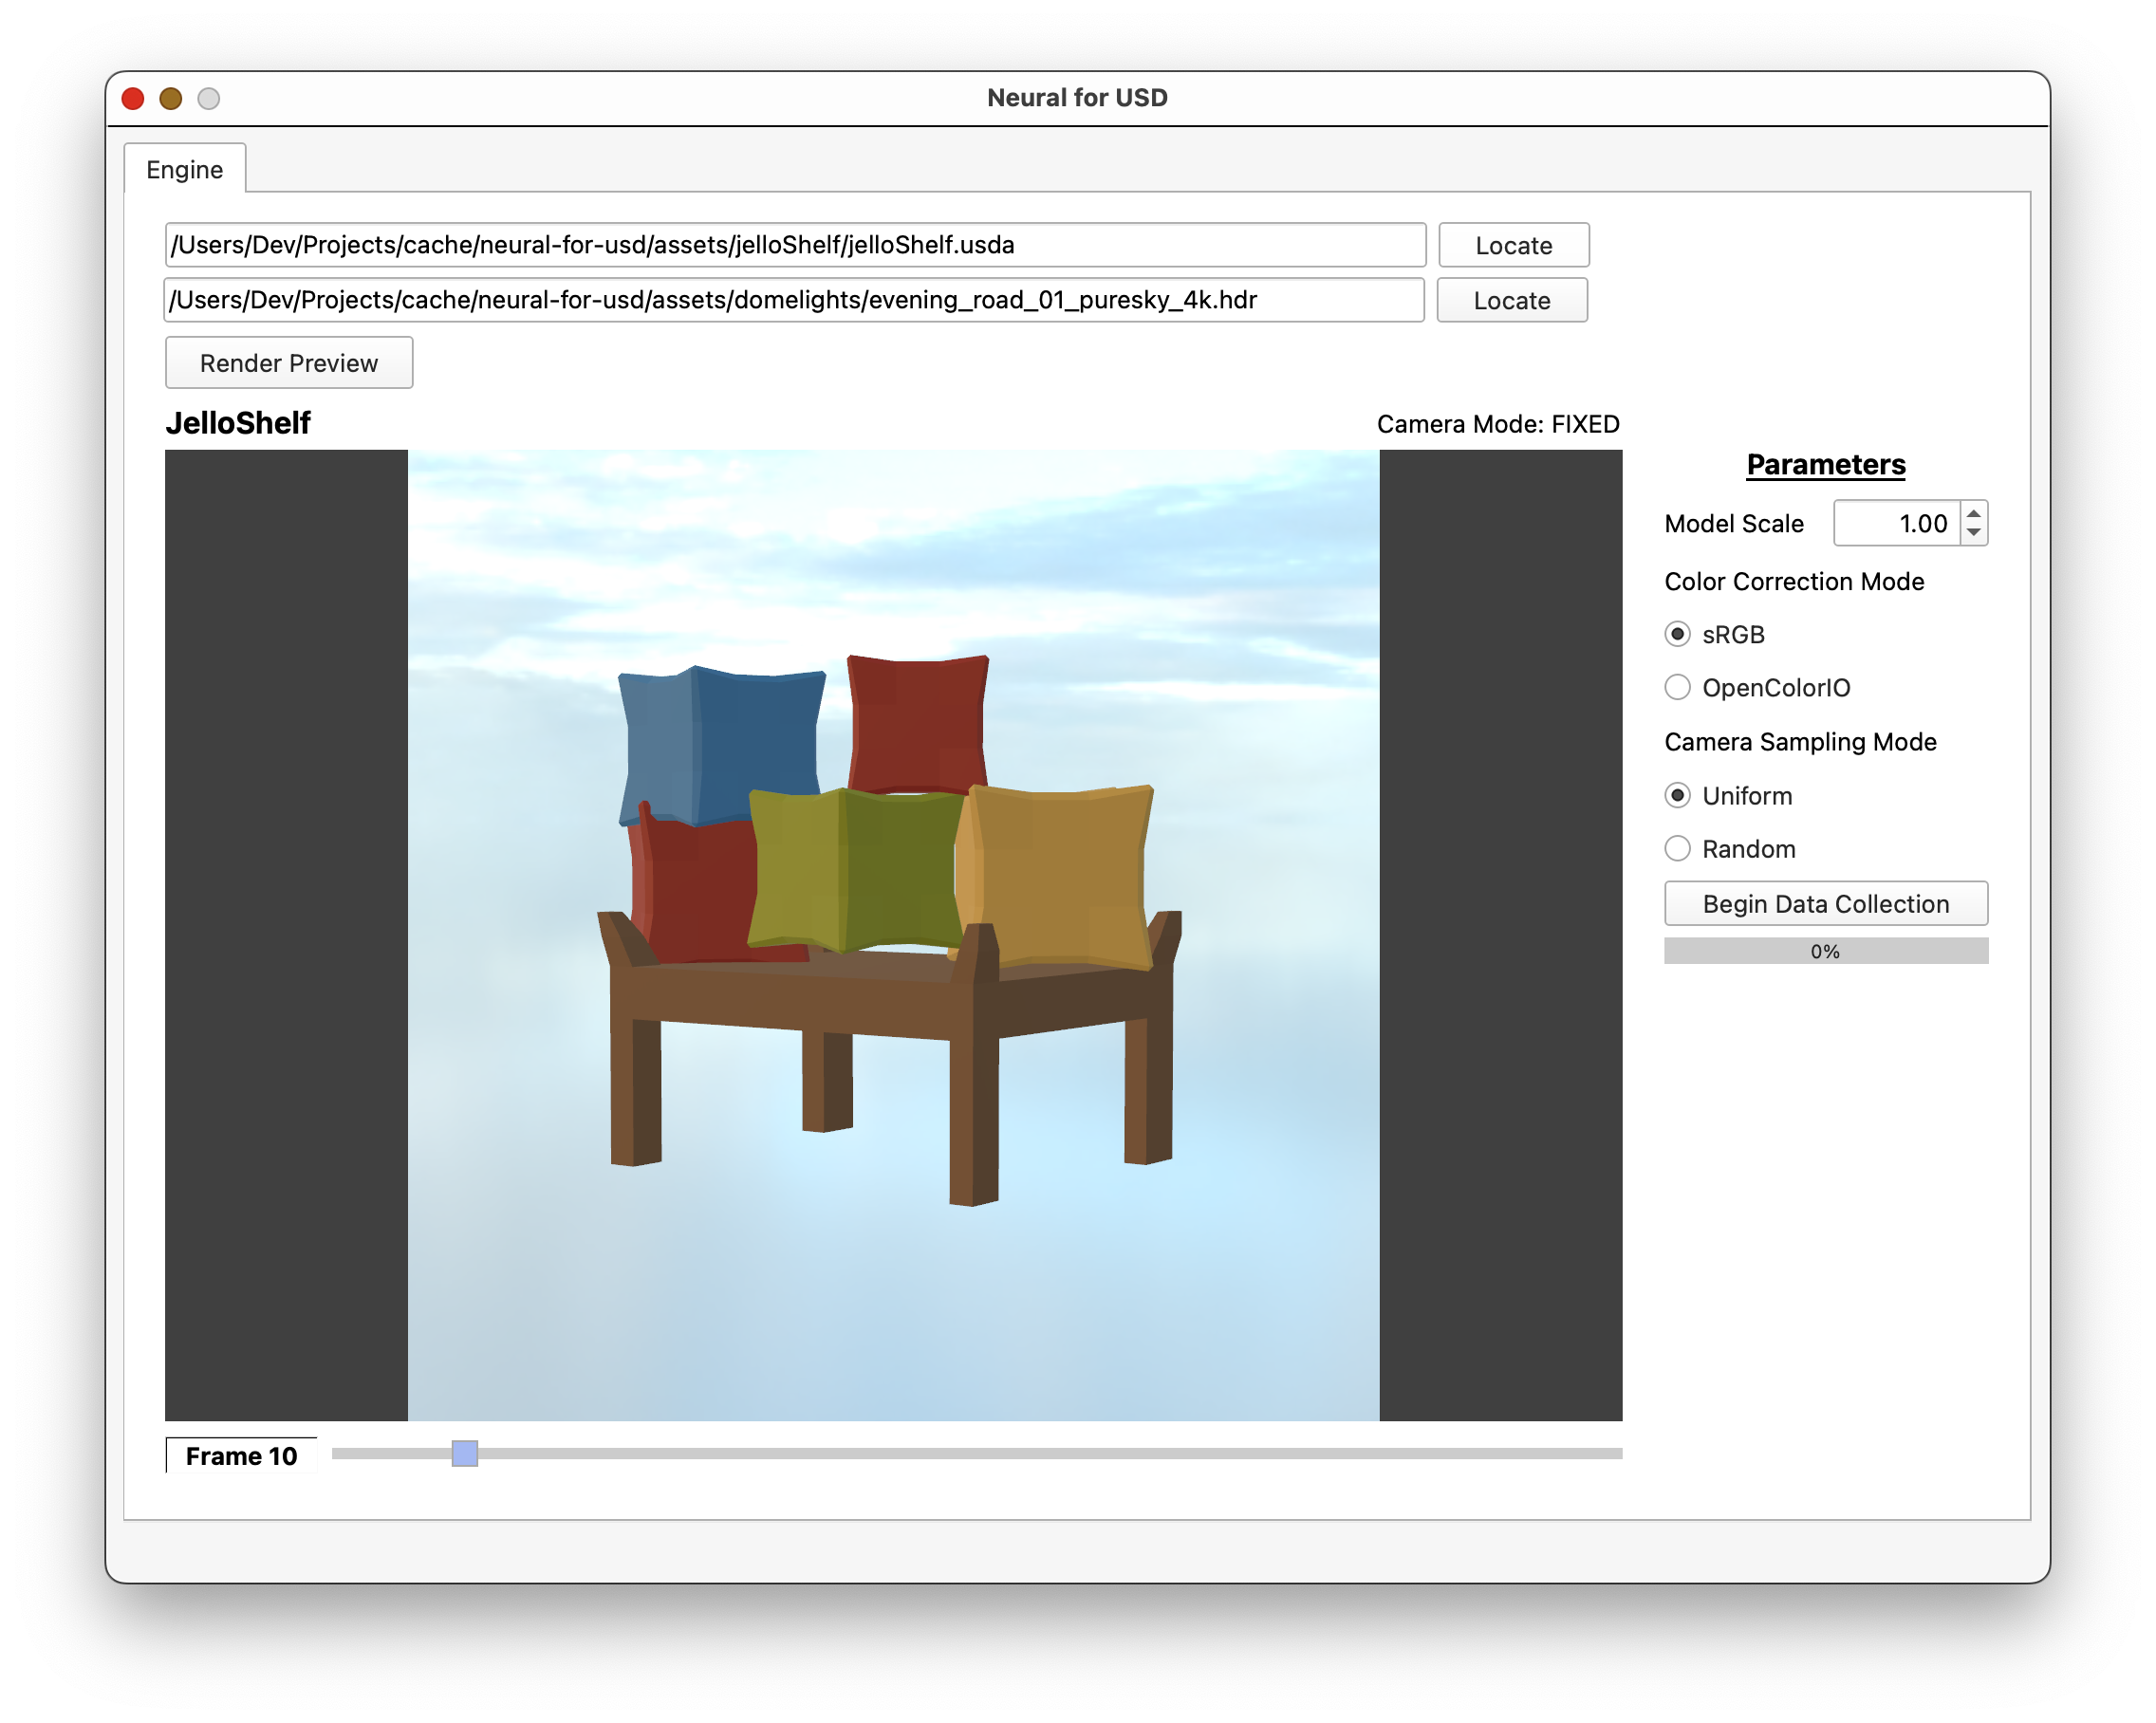 Neural for USD
Engine
/Users/Dev/Projects/cache/neural-for-usd/assets/jelloShelf/jelloShelf.usda
Locate
/Users/Dev/Projects/cache/neural-for-usd/assets/domelights/evening_road_01_puresky_4k.hdr
Locate
Render Preview
JelloShelf
Camera Mode: FIXED
Parameters
Model Scale 1.00
Color Correction Mode
sRGB
OpenColorIO
Camera Sampling Mode
Uniform
Random
Begin Data Collection
0%
Frame 10